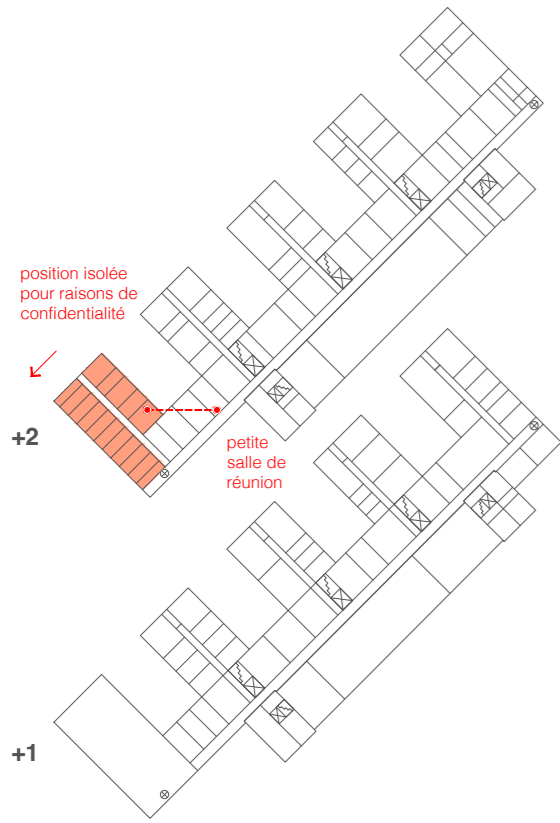 position isolée
pour raisons de
confidentialité
+2
petite
salle de
réunion
+1